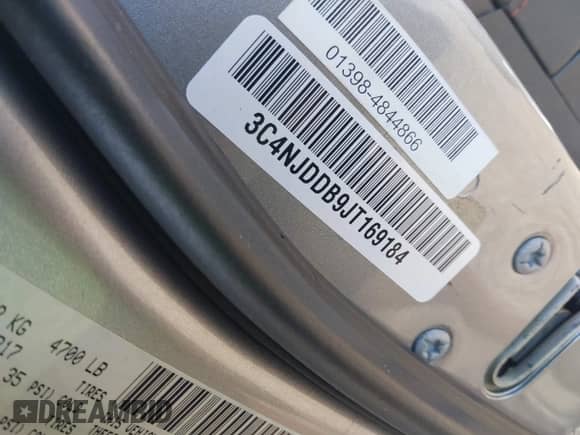 01398-4844866
3C4NJDDB9JT169184
KG 4700 LB
35 PSI
TIRES
DREAMBID